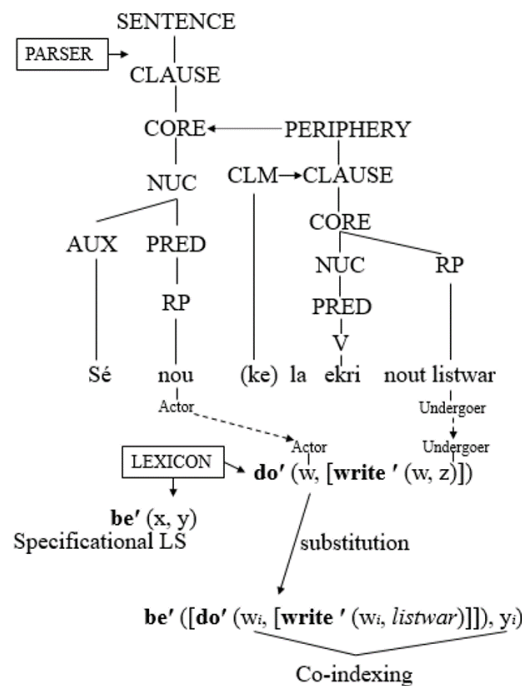 SENTENCE
PARSER
CLAUSE
CORE PERIPHERY
NUC CLM CLAUSE
CORE
AUX PRED NUC RP
RP PRED
V
Sé nou (ke) la ekri nout listwar
Actor Undergoer
Actor Undergoer
LEXICON do′ (w, [write ′ (w, z)])
be′ (x, y)
Specificational LS substitution
be′ ([do′ (wi, [write ′ (wi, listwar)]]), yi)
Co-indexing